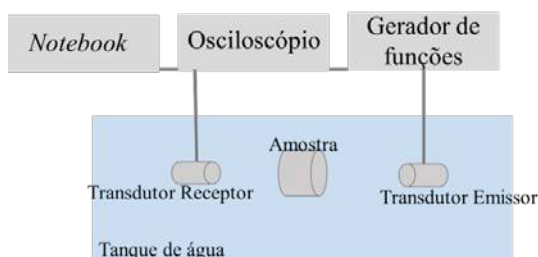 Notebook
Osciloscópio
Gerador de
funções
Amostra
Transdutor Receptor
Transdutor Emissor
Tanque de água